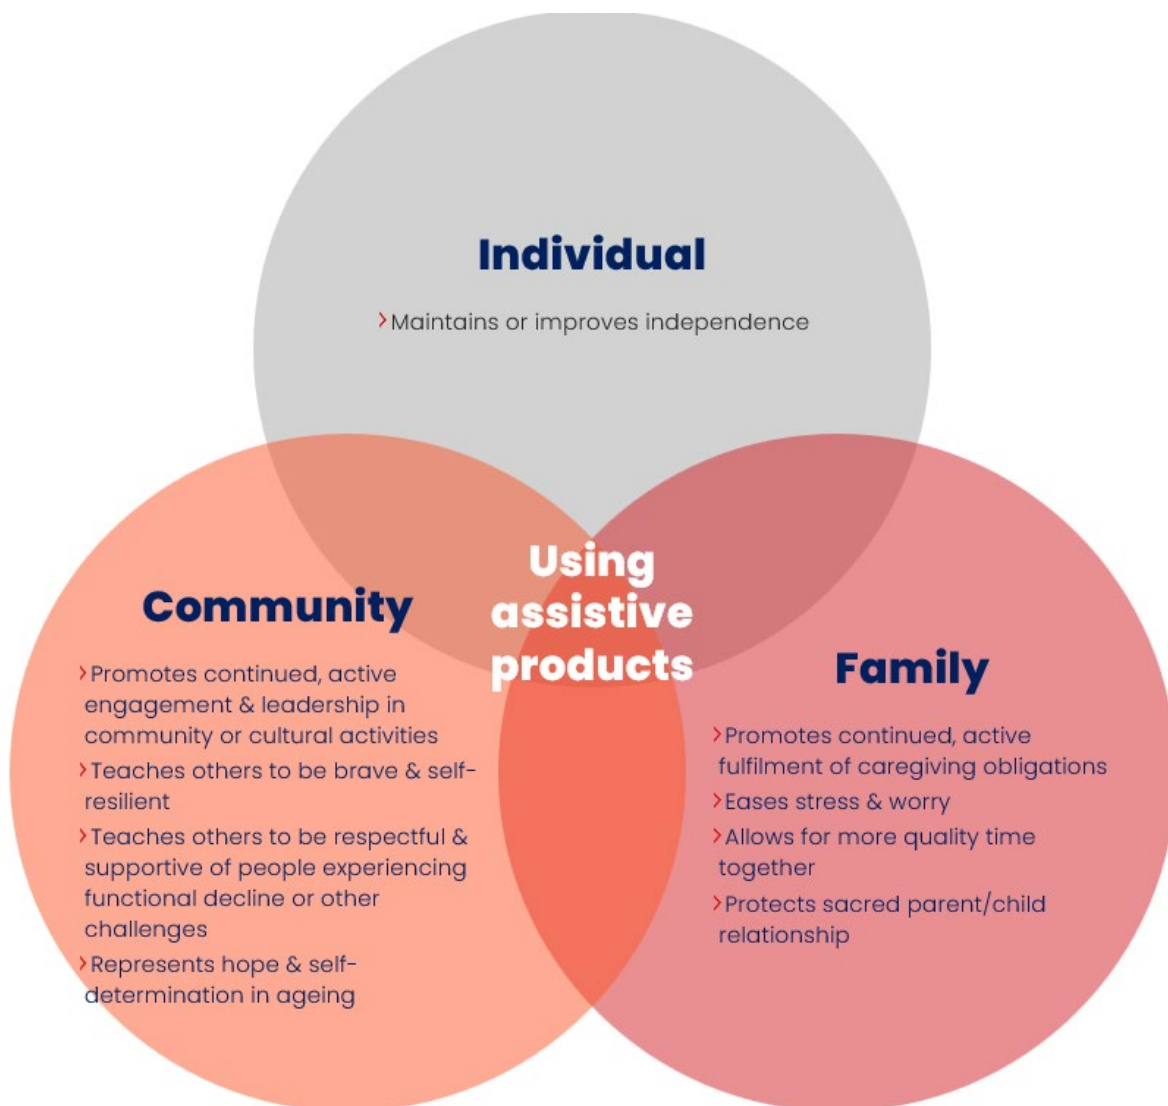 Individual
›Maintains or improves independence
Using
assistive
products
Community
›Promotes continued, active
engagement & leadership in
community or cultural activities
›Teaches others to be brave & self-
resilient
›Teaches others to be respectful &
supportive of people experiencing
functional decline or other
challenges
›Represents hope & self-
determination in ageing
Family
›Promotes continued, active
fulfilment of caregiving obligations
›Eases stress & worry
›Allows for more quality time
together
›Protects sacred parent/child
relationship